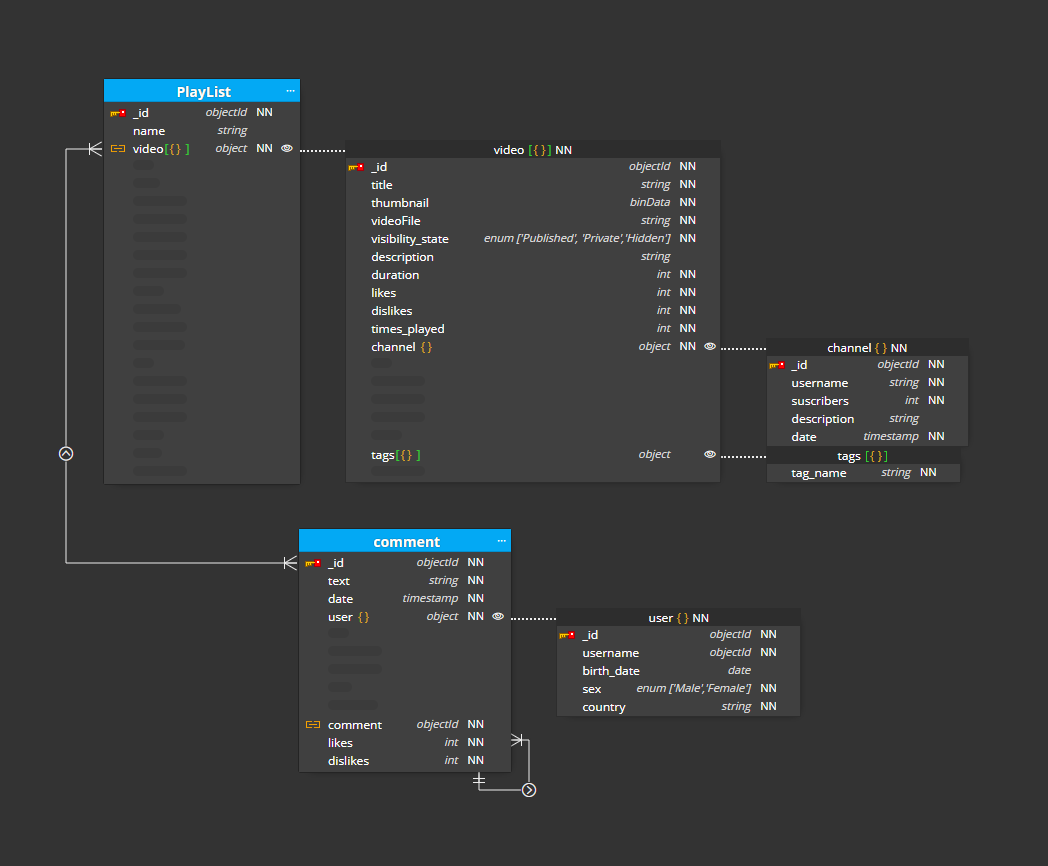 PlayList ...
_id objectId NN
name string
video[{} ] object NN
video [{}] NN
_id objectId NN
title string NN
thumbnail binData NN
videoFile string NN
visibility_state enum ['Published', 'Private','Hidden'] NN
description string
duration int NN
likes int NN
dislikes int NN
times_played int NN
channel {} object NN
tags[{} ] object
channel {} NN
_id objectId NN
username string NN
suscribers int NN
description string
date timestamp NN
tags [{}]
tag_name string NN
comment ...
_id objectId NN
text string NN
date timestamp NN
user {} object NN
comment objectId NN
likes int NN
dislikes int NN
user {} NN
_id objectId NN
username objectId NN
birth_date date
sex enum ['Male','Female'] NN
country string NN